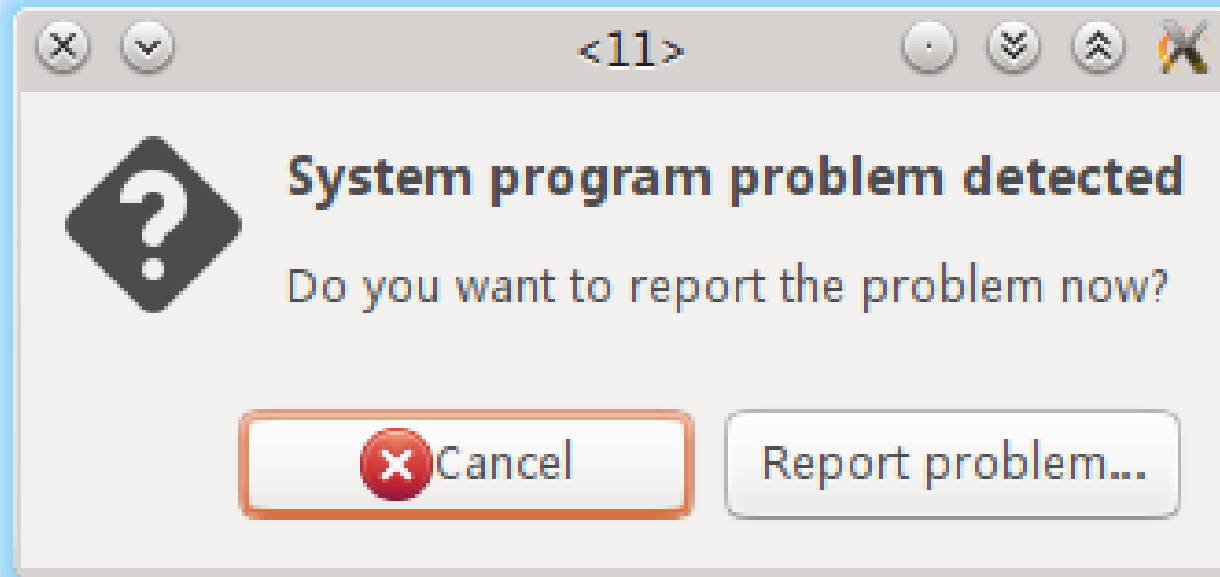 <11>
System program problem detected
Do you want to report the problem now?
Cancel
Report problem...